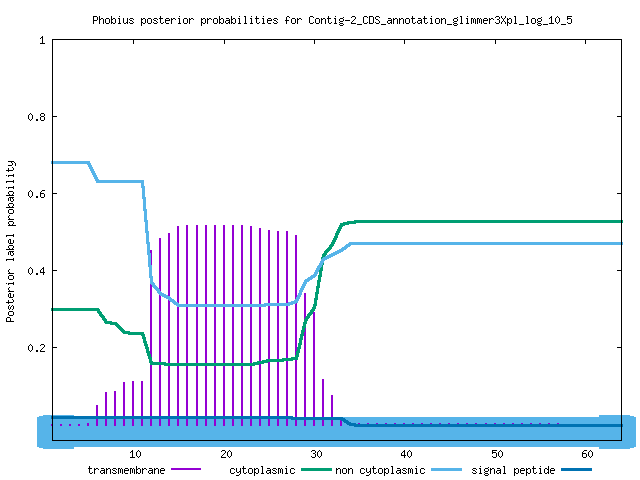 Phobius posterior probabilities for Contig-2_CDS_annotation_glimmer3Xpl_log_10_5
1
0.8
0.6
0.4
0.2
Posterior label probability
10 20 30 40 50 60
transmembrane cytoplasmic non cytoplasmic signal peptide